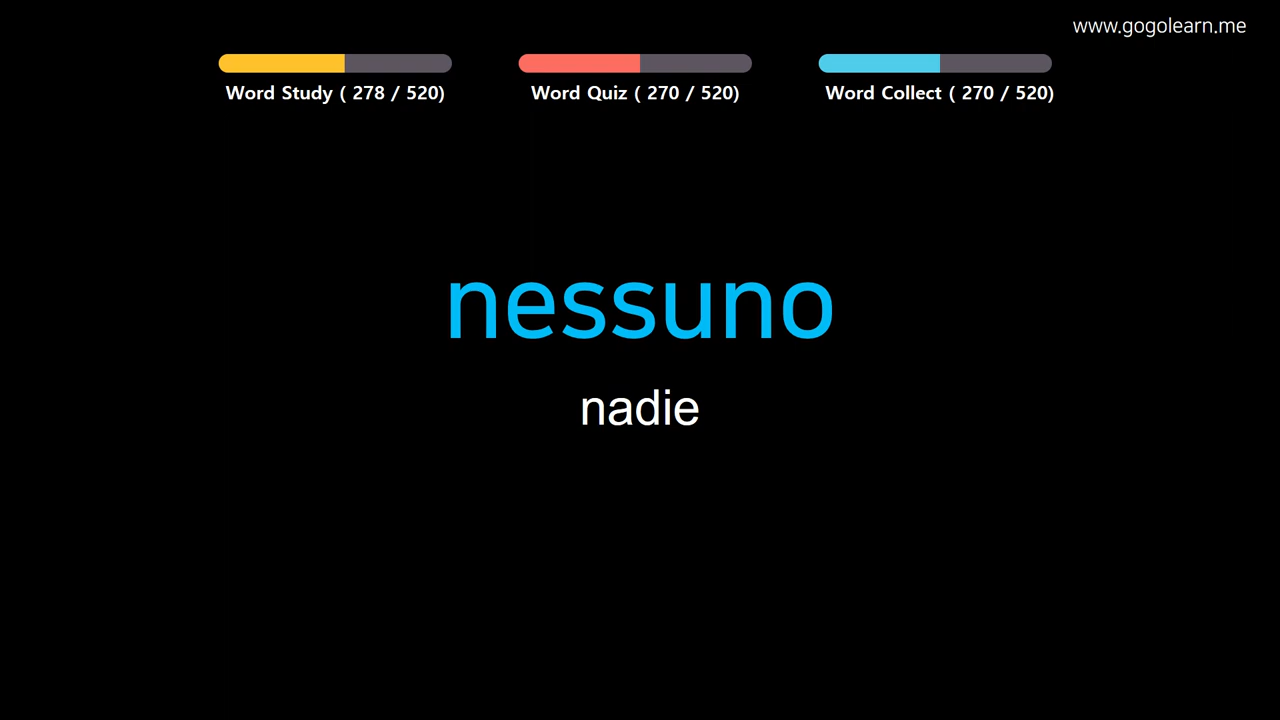 www.gogolearn.me
Word Study ( 278 / 520)
Word Quiz ( 270 / 520)
Word Collect ( 270 / 520)
nessuno
nadie